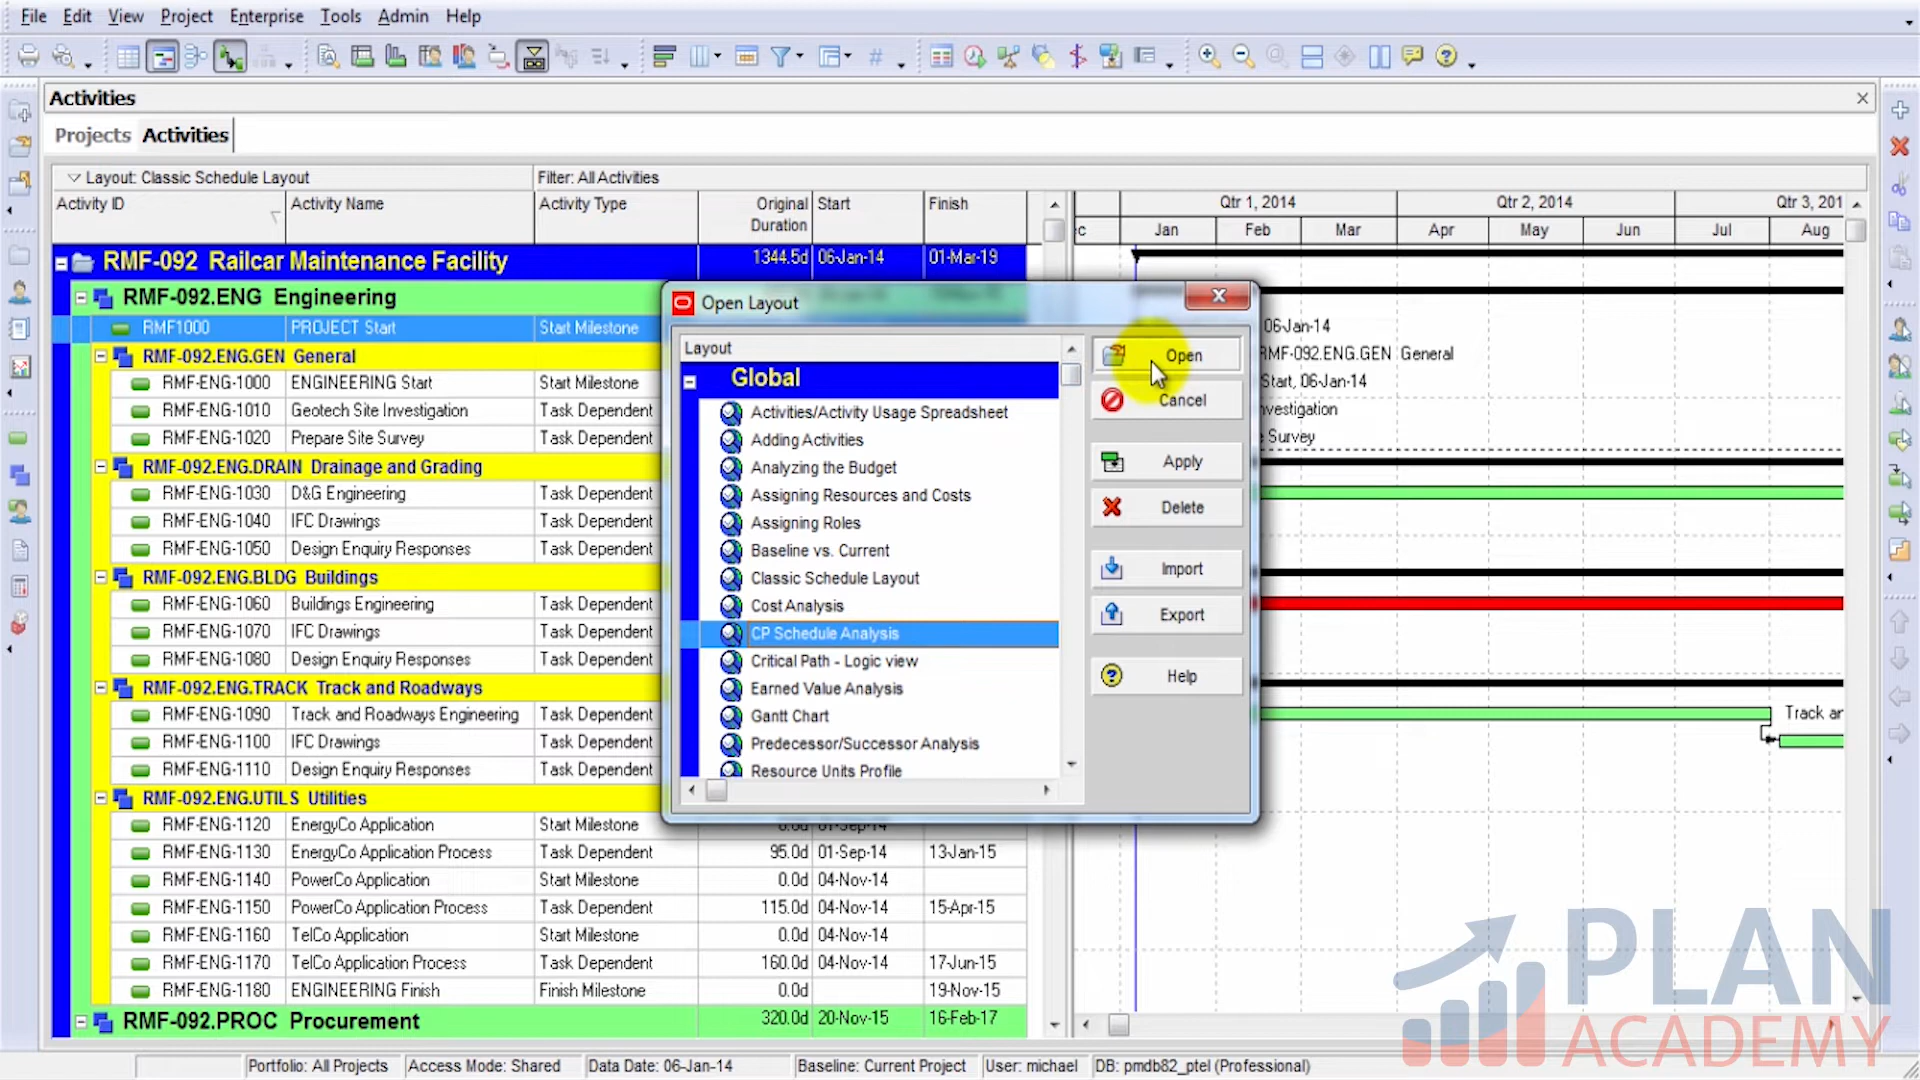 File Edit View Project Enterprise Tools Admin Help
Activities
Projects Activities
Layout: Classic Schedule Layout Filter: All Activities
Activity ID Activity Name Activity Type Original Duration Start Finish
Qtr 1, 2014 Qtr 2, 2014 Qtr 3, 201
c Jan Feb Mar Apr May Jun Jul Aug
RMF-092 Railcar Maintenance Facility 1344.5d 06-Jan-14 01-Mar-19
RMF-092.ENG Engineering
RMF1000 PROJECT Start Start Milestone
RMF-092.ENG.GEN General
RMF-ENG-1000 ENGINEERING Start Start Milestone
RMF-ENG-1010 Geotech Site Investigation Task Dependent
RMF-ENG-1020 Prepare Site Survey Task Dependent
RMF-092.ENG.DRAIN Drainage and Grading
RMF-ENG-1030 D&G Engineering Task Dependent
RMF-ENG-1040 IFC Drawings Task Dependent
RMF-ENG-1050 Design Enquiry Responses Task Dependent
RMF-092.ENG.BLDG Buildings
RMF-ENG-1060 Buildings Engineering Task Dependent
RMF-ENG-1070 IFC Drawings Task Dependent
RMF-ENG-1080 Design Enquiry Responses Task Dependent
RMF-092.ENG.TRACK Track and Roadways
RMF-ENG-1090 Track and Roadways Engineering Task Dependent
RMF-ENG-1100 IFC Drawings Task Dependent
RMF-ENG-1110 Design Enquiry Responses Task Dependent
RMF-092.ENG.UTILS Utilities
RMF-ENG-1120 EnergyCo Application Start Milestone 0.0d 01-Sep-14
RMF-ENG-1130 EnergyCo Application Process Task Dependent 95.0d 01-Sep-14 13-Jan-15
RMF-ENG-1140 PowerCo Application Start Milestone 0.0d 04-Nov-14
RMF-ENG-1150 PowerCo Application Process Task Dependent 115.0d 04-Nov-14 15-Apr-15
RMF-ENG-1160 TelCo Application Start Milestone 0.0d 04-Nov-14
RMF-ENG-1170 TelCo Application Process Task Dependent 160.0d 04-Nov-14 17-Jun-15
RMF-ENG-1180 ENGINEERING Finish Finish Milestone 0.0d 19-Nov-15
RMF-092.PROC Procurement 320.0d 20-Nov-15 16-Feb-17
Open Layout
Layout
Global
Activities/Activity Usage Spreadsheet
Adding Activities
Analyzing the Budget
Assigning Resources and Costs
Assigning Roles
Baseline vs. Current
Classic Schedule Layout
Cost Analysis
CP Schedule Analysis
Critical Path - Logic view
Earned Value Analysis
Gantt Chart
Predecessor/Successor Analysis
Resource Units Profile
Open
Cancel
Apply
Delete
Import
Export
Help
06-Jan-14
RMF-092.ENG.GEN General
Start, 06-Jan-14
nvestigation
Survey
Track ar
PLAN
ACADEMY
Portfolio: All Projects Access Mode: Shared Data Date: 06-Jan-14 Baseline: Current Project User: michael DB: pmdb82_ptel (Professional)